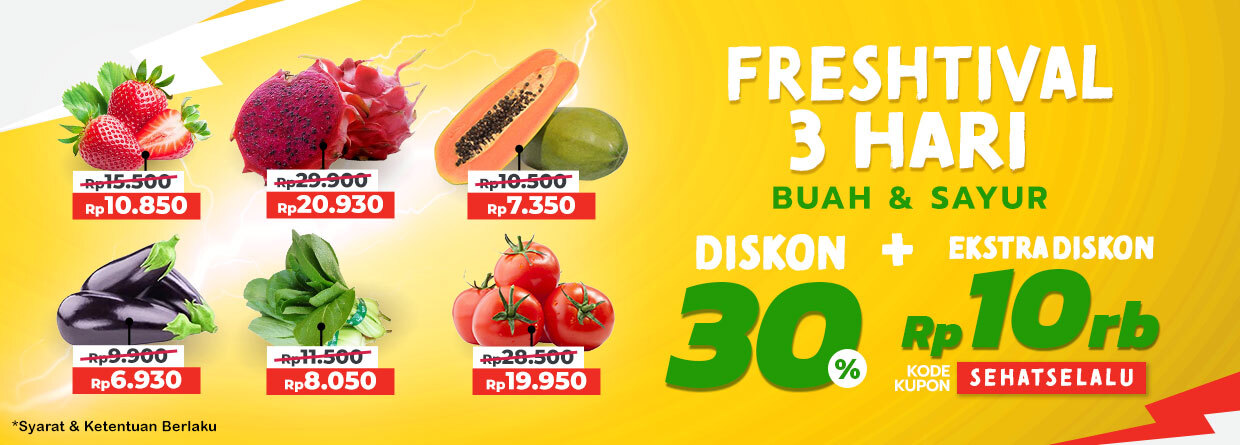 FRESHTIVAL
3 HARI
BUAH & SAYUR
DISKON + EKSTRA DISKON
30% Rp10rb
KODE KUPON SEHATSELALU
Rp15.500
Rp10.850
Rp29.900
Rp20.930
Rp10.500
Rp7.350
Rp9.900
Rp6.930
Rp11.500
Rp8.050
Rp28.500
Rp19.950
*Syarat & Ketentuan Berlaku